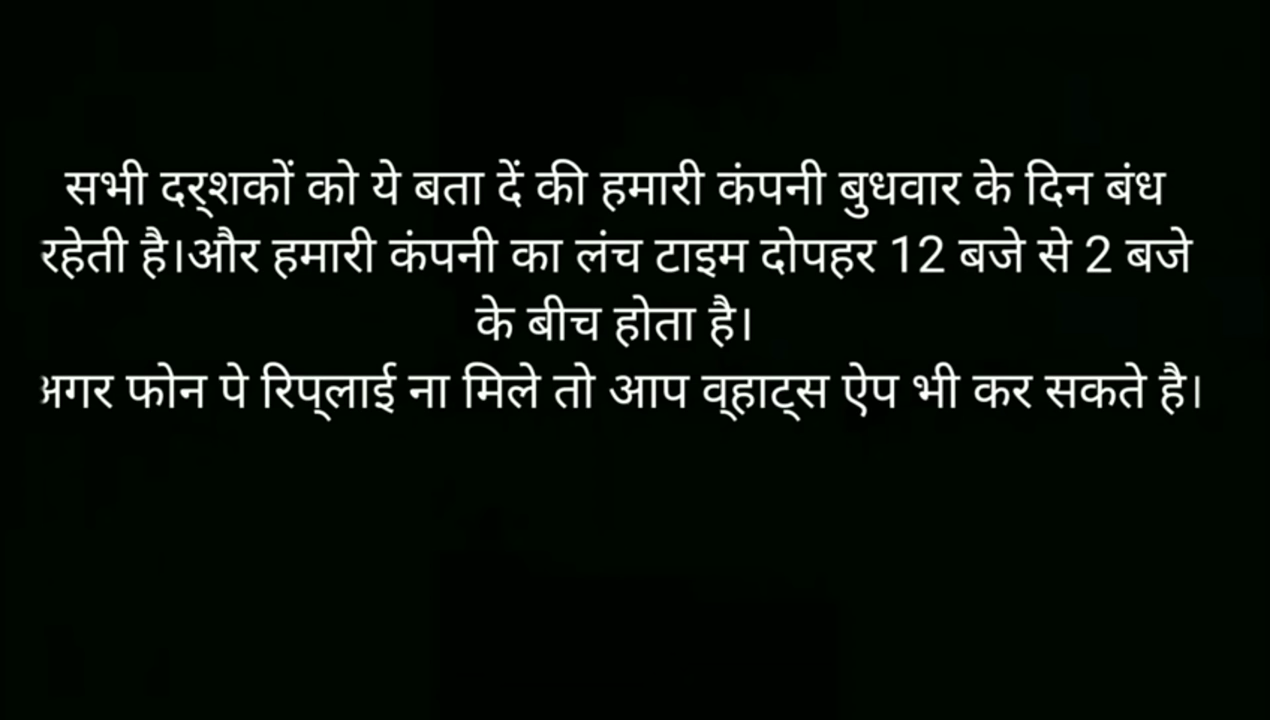 सभी दर्‌शकों को ये बता दें की हमारी कंपनी बुधवार के दिन बंध
रहेती है।और हमारी कंपनी का लंच टाइम दोपहर 12 बजे से 2 बजे
के बीच होता है।
अगर फोन पे रिप्‌लाई ना मिले तो आप व्‌हाट्‌स ऐप भी कर सकते है।